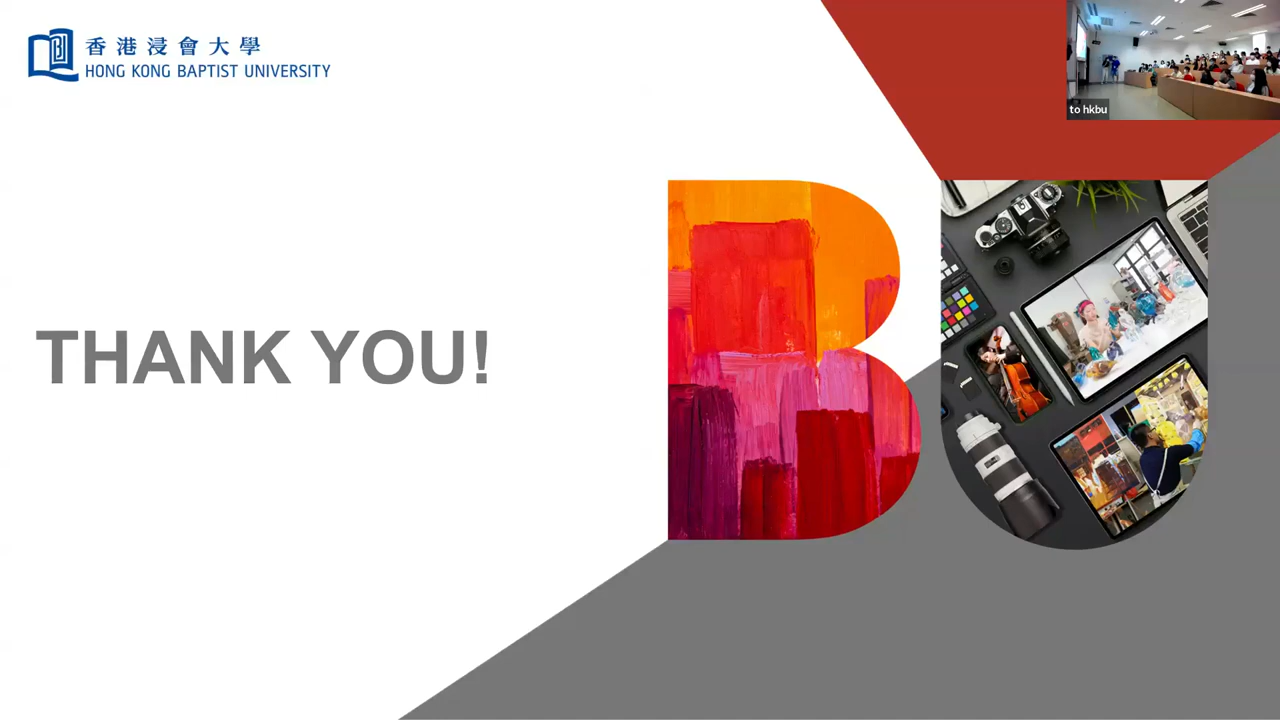 香港浸會大學
HONG KONG BAPTIST UNIVERSITY
to hkbu
THANK YOU!
BU